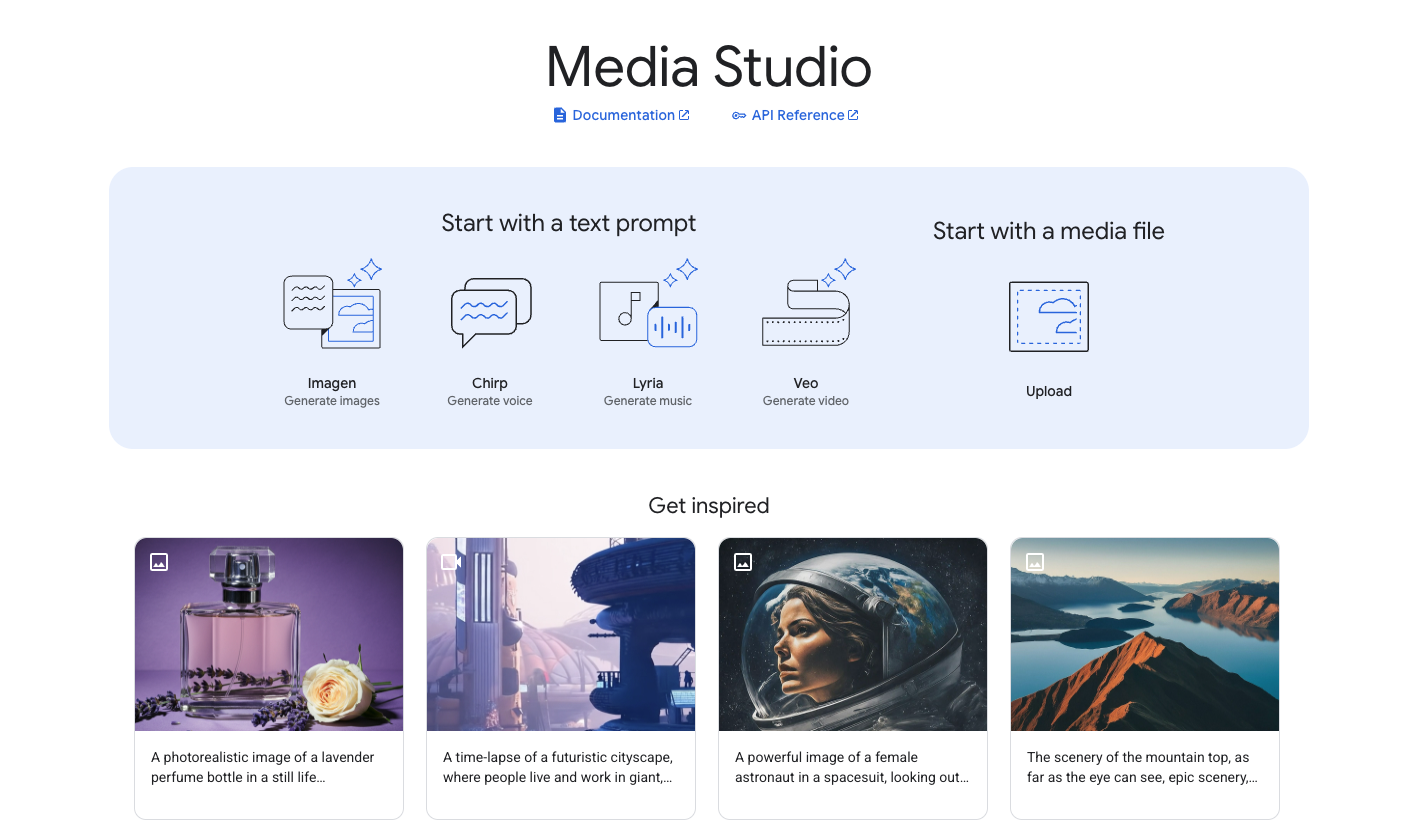 Media Studio
Documentation
API Reference
Start with a text prompt
Start with a media file
Imagen
Generate images
Chirp
Generate voice
Lyria
Generate music
Veo
Generate video
Upload
Get inspired
A photorealistic image of a lavender
perfume bottle in a still life…
A time-lapse of a futuristic cityscape,
where people live and work in giant,…
A powerful image of a female
astronaut in a spacesuit, looking out…
The scenery of the mountain top, as
far as the eye can see, epic scenery,…